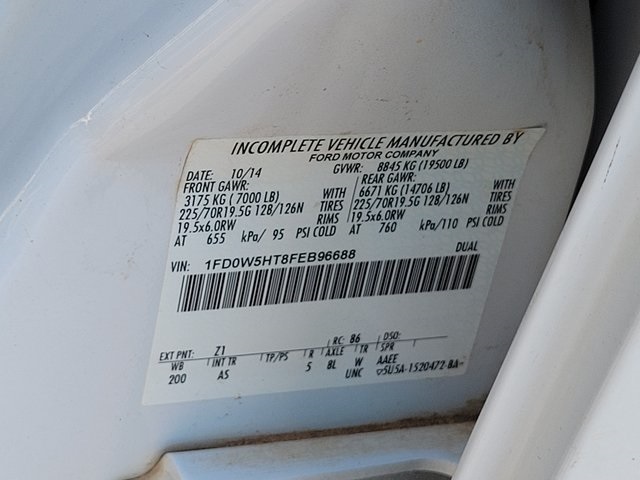 INCOMPLETE VEHICLE MANUFACTURED BY
FORD MOTOR COMPANY
DATE: 10/14 GVWR: 8845 KG (19500 LB)
FRONT GAWR: REAR GAWR:
3175 KG ( 7000 LB) WITH 6671 KG (14706 LB) WITH
225/70R19.5G 128/126N TIRES 225/70R19.5G 128/126N TIRES
19.5x6.0RW RIMS 19.5x6.0RW RIMS
AT 655 kPa/ 95 PSI COLD AT 760 kPa/110 PSI COLD
VIN: 1FD0W5HT8FEB96688 DUAL
EXT PNT: Z1 RC: 86 DSO:
WB INT TR TP/PS R AXLE TR SPR
200 AS 5 8L W AAEE
UNC 5U5A-1520472-BA